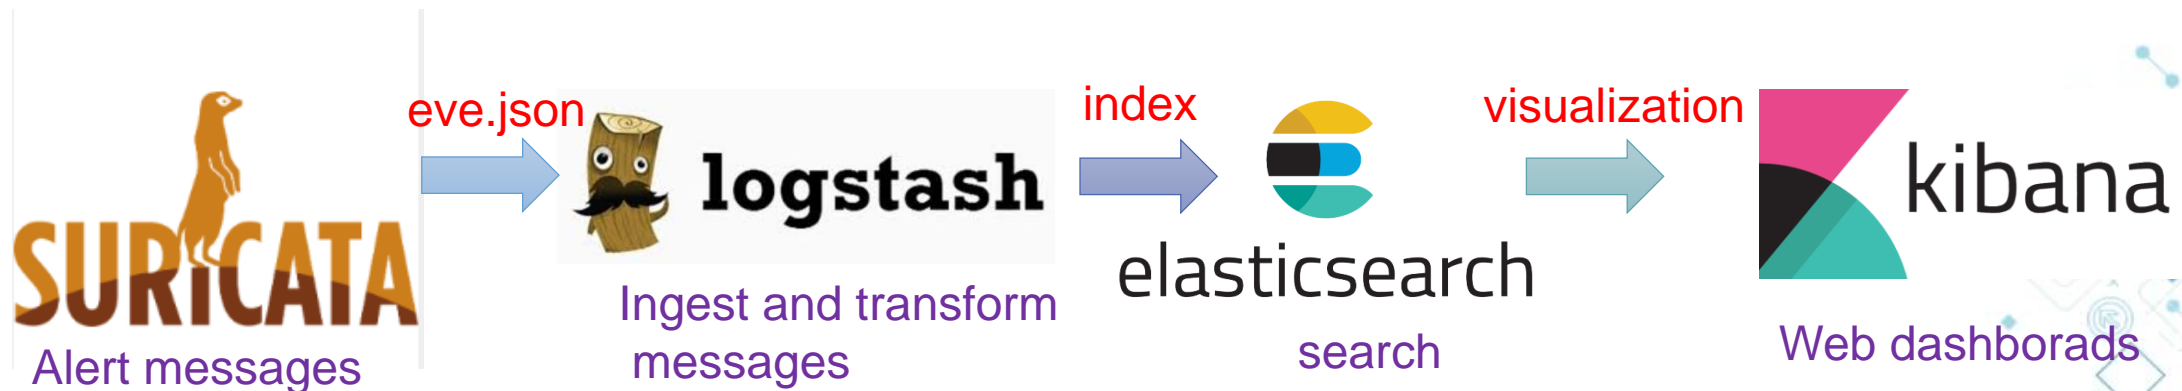 SURICATA
Alert messages
eve.json
logstash
Ingest and transform
messages
index
elasticsearch
search
visualization
kibana
Web dashborads